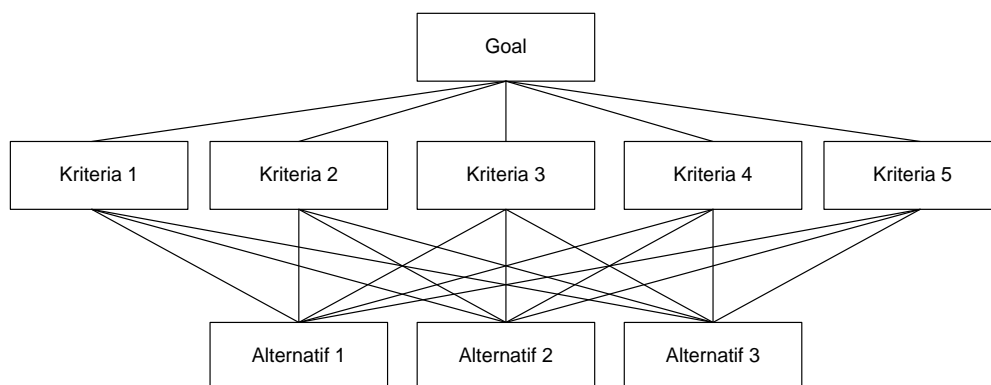 Goal
Kriteria 1
Kriteria 2
Kriteria 3
Kriteria 4
Kriteria 5
Alternatif 1
Alternatif 2
Alternatif 3